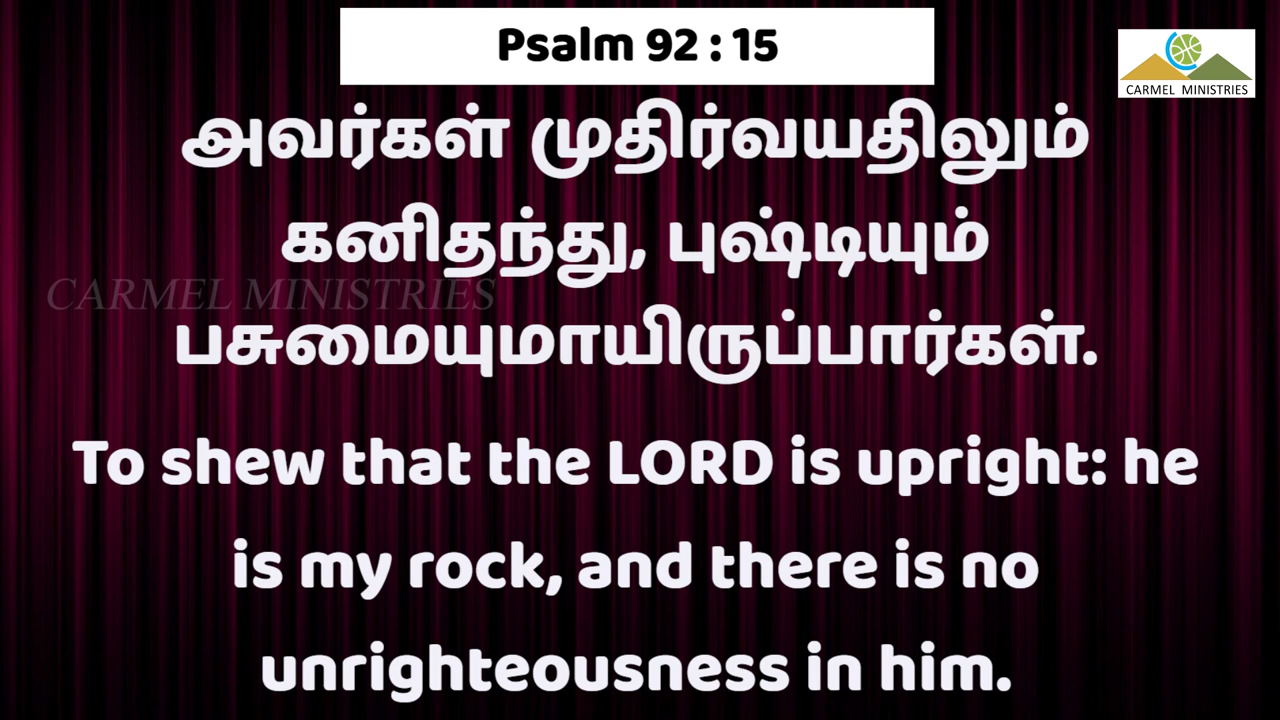 Psalm 92 : 15
CARMEL MINISTRIES
அவர்கள் முதிர்வயதிலும்
கனிதந்து, புஷ்டியும்
CARMEL MINISTRIES
பசுமையுமாயிருப்பார்கள்.
To shew that the LORD is upright: he
is my rock, and there is no
unrighteousness in him.